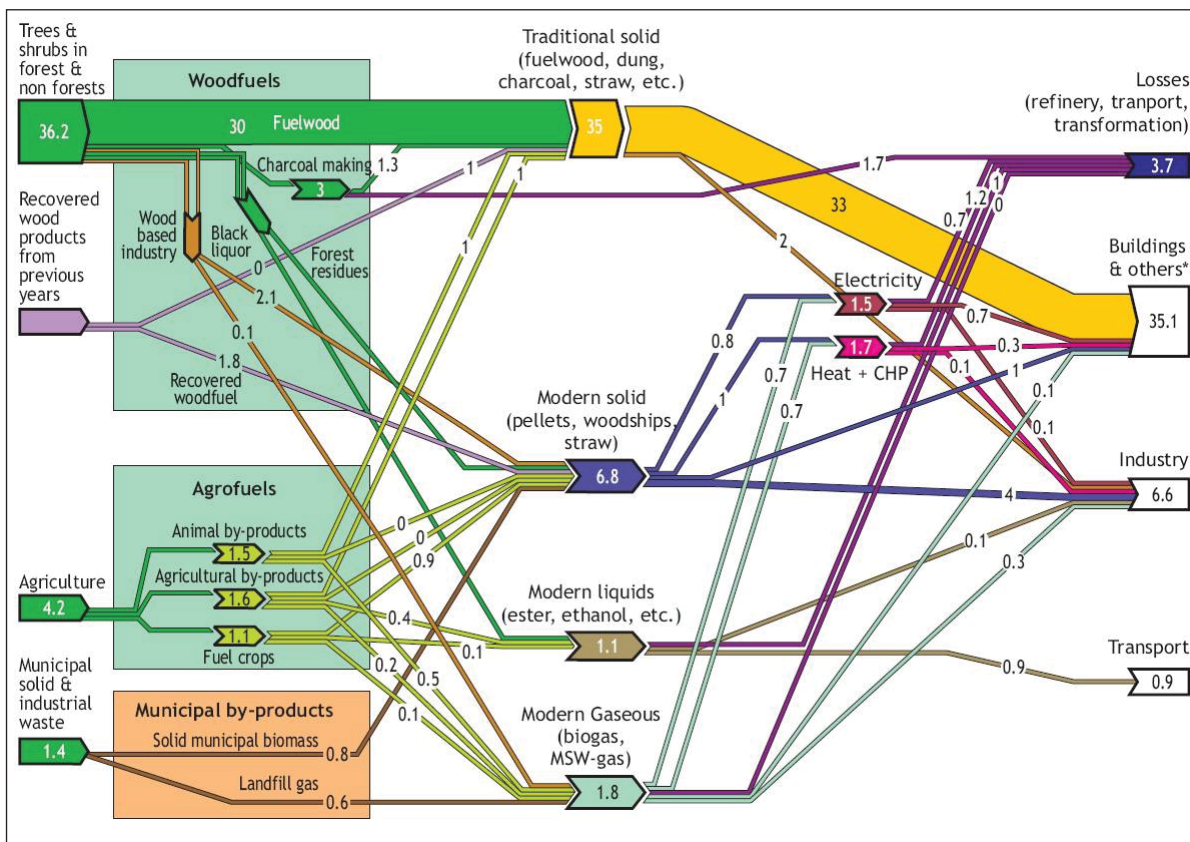 Trees &
shrubs in
forest &
non forests
36.2
Recovered
wood
products
from
previous
years
Agriculture
4.2
Municipal
solid &
industrial
waste
1.4
Woodfuels
30
Fuelwood
Charcoal making
1.3
3
Wood
based
industry
Black
liquor
Forest
residues
1
0
2.1
0.1
1.8
Recovered
woodfuel
Agrofuels
Animal by-products
1.5
Agricultural by-products
1.6
1.1
Fuel crops
1
1
0
0
0.9
0.4
0.1
0.2
0.5
0.1
Municipal by-products
Solid municipal biomass
0.8
Landfill gas
0.6
Traditional solid
(fuelwood, dung,
charcoal, straw, etc.)
35
Modern solid
(pellets, woodships,
straw)
6.8
Modern liquids
(ester, ethanol, etc.)
1.1
Modern Gaseous
(biogas,
MSW-gas)
1.8
1.7
33
2
Electricity
1.5
1.7
Heat + CHP
0.8
1
0.7
0.7
0.7
1.2
1
0
0.7
0.3
0.1
1
0.1
0.1
4
0.1
0.3
0.9
Losses
(refinery, tranport,
transformation)
3.7
Buildings
& others*
35.1
Industry
6.6
Transport
0.9